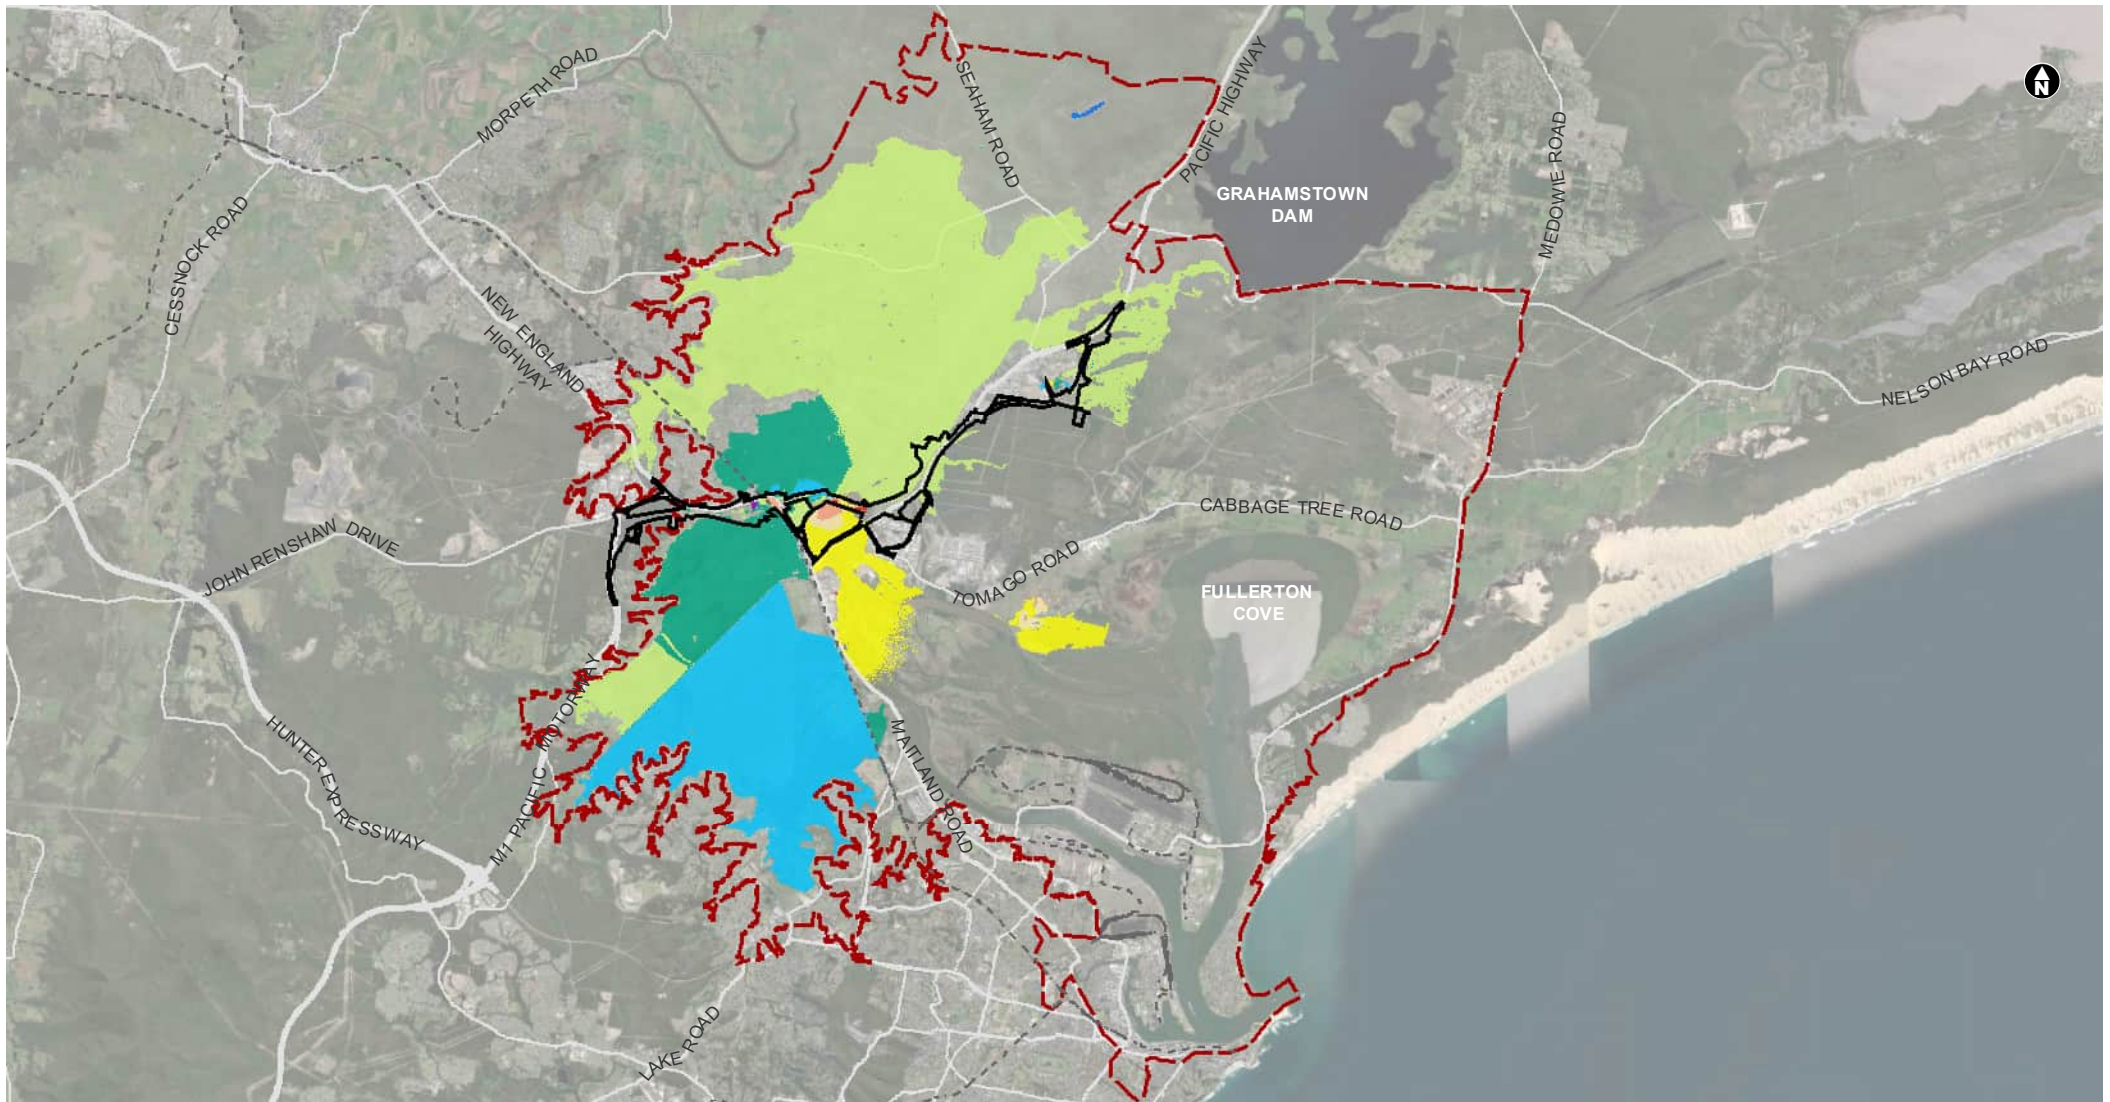 N
MORPETH ROAD
SEAHAM ROAD
PACIFIC HIGHWAY
GRAHAMSTOWN
DAM
MEDOWIE ROAD
CESSNOCK ROAD
NEW ENGLAND
HIGHWAY
NELSON BAY ROAD
CABBAGE TREE ROAD
JOHN RENSHAW DRIVE
TOMAGO ROAD
FULLERTON
COVE
HUNTER EXPRESSWAY
M1 PACIFIC MOTORWAY
MAITLAND ROAD
LAKE ROAD